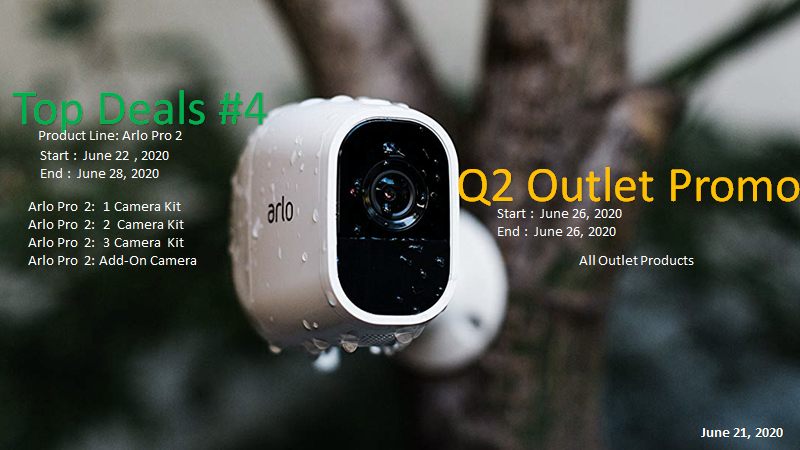 Top Deals #4
Product Line: Arlo Pro 2
Start : June 22 , 2020
End : June 28, 2020
Arlo Pro 2: 1 Camera Kit
Arlo Pro 2: 2 Camera Kit
Arlo Pro 2: 3 Camera Kit
Arlo Pro 2: Add-On Camera
arlo
Q2 Outlet Promo
Start : June 26, 2020
End : June 26, 2020
All Outlet Products
June 21, 2020